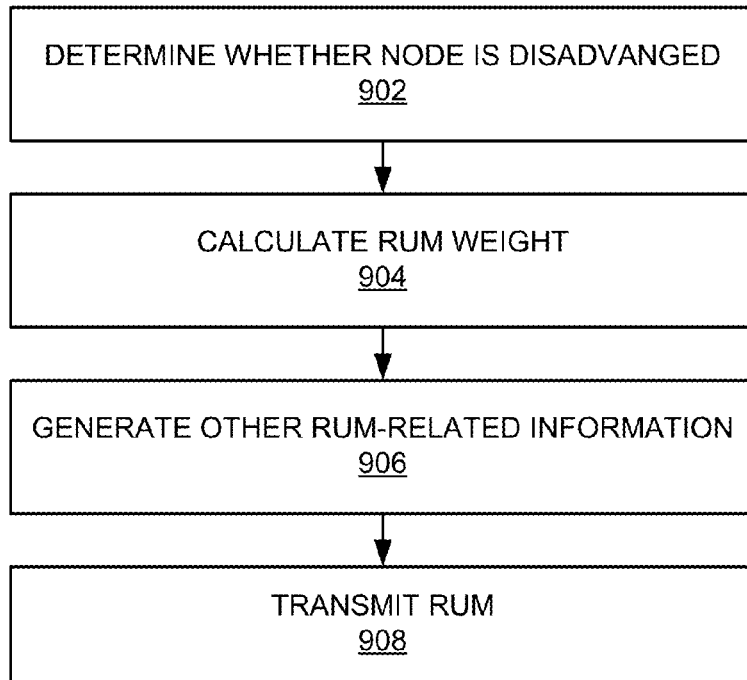 DETERMINE WHETHER NODE IS DISADVANGED
902
CALCULATE RUM WEIGHT
904
GENERATE OTHER RUM-RELATED INFORMATION
906
TRANSMIT RUM
908